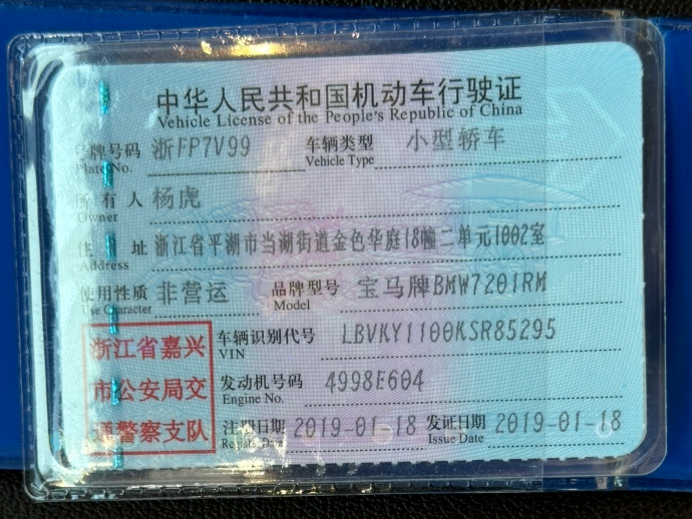 中华人民共和国机动车行驶证
Vehicle License of the People's Republic of China
号牌号码 浙FP7V99 车辆类型 小型轿车
Plate No. Vehicle Type
所有人 杨虎
Owner
住址 浙江省平湖市当湖街道金色华庭18幢二单元1002室
Address
使用性质 非营运 品牌型号 宝马牌BMW7201RM
Use Character Model
浙江省嘉兴
市公安局交
通警察支队
车辆识别代号 LBVKY1100KSR85295
VIN
发动机号码 4998E604
Engine No.
注册日期 2019-01-18 发证日期 2019-01-18
Register Date Issue Date